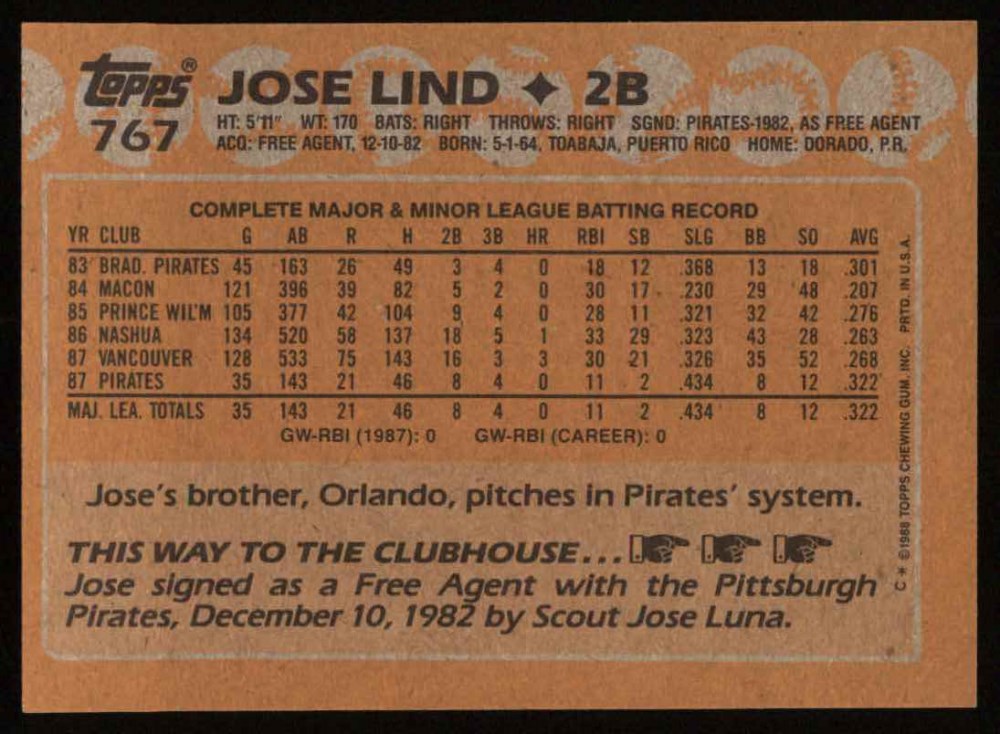 Topps® JOSE LIND ✦ 2B
767 HT: 5'11" WT: 170 BATS: RIGHT THROWS: RIGHT SGND: PIRATES-1982, AS FREE AGENT
ACQ: FREE AGENT, 12-10-82 BORN: 5-1-64, TOABAJA, PUERTO RICO HOME: DORADO, P.R.
COMPLETE MAJOR & MINOR LEAGUE BATTING RECORD
YR CLUB G AB R H 2B 3B HR RBI SB SLG BB SO AVG
83 BRAD. PIRATES 45 163 26 49 3 4 0 18 12 .368 13 18 .301
84 MACON 121 396 39 82 5 2 0 30 17 .230 29 48 .207
85 PRINCE WIL'M 105 377 42 104 9 4 0 28 11 .321 32 42 .276
86 NASHUA 134 520 58 137 18 5 1 33 29 .323 43 28 .263
87 VANCOUVER 128 533 75 143 16 3 3 30 21 .326 35 52 .268
87 PIRATES 35 143 21 46 8 4 0 11 2 .434 8 12 .322
MAJ. LEA. TOTALS 35 143 21 46 8 4 0 11 2 .434 8 12 .322
GW-RBI (1987): 0 GW-RBI (CAREER): 0
Jose's brother, Orlando, pitches in Pirates' system.
THIS WAY TO THE CLUBHOUSE...
Jose signed as a Free Agent with the Pittsburgh
Pirates, December 10, 1982 by Scout Jose Luna.
C * ©1988 TOPPS CHEWING GUM, INC. PRTD. IN U.S.A.